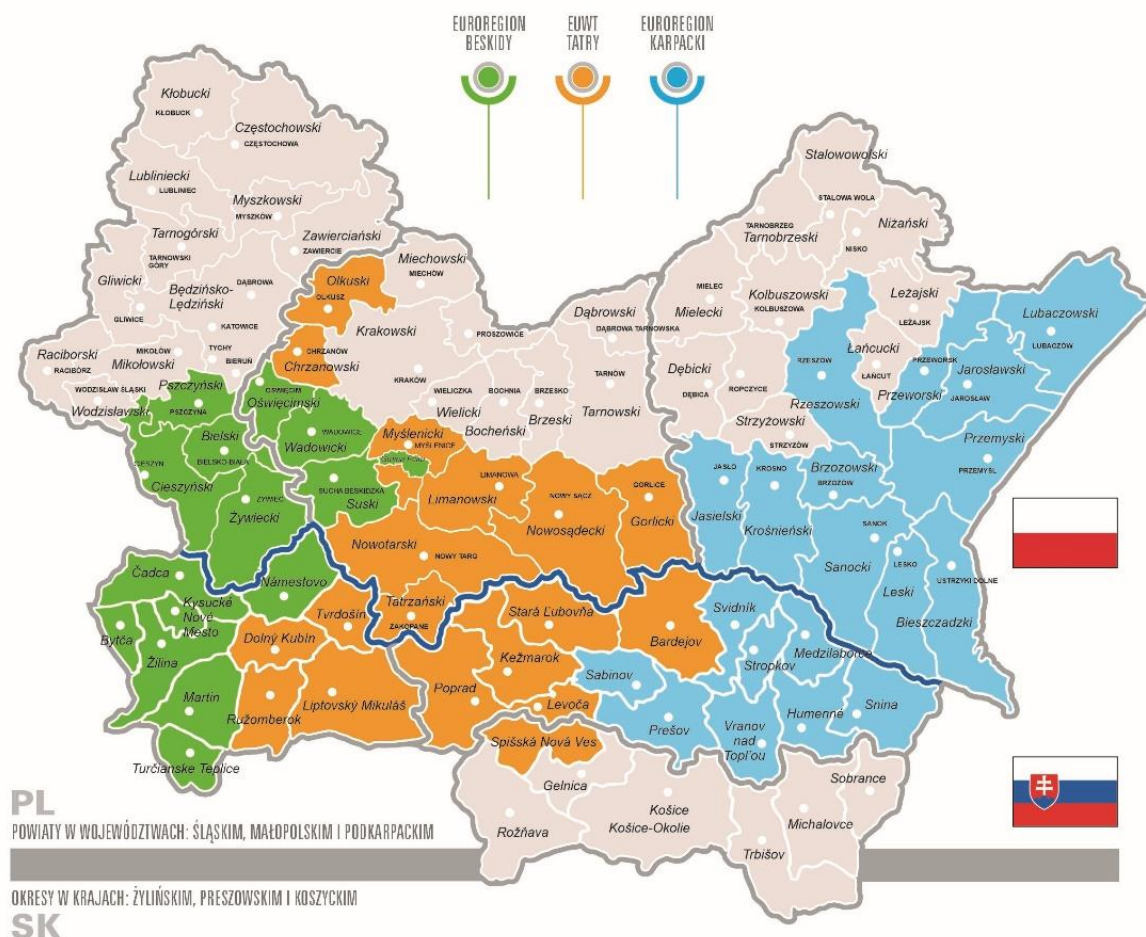 EUROREGION
BESKIDY
EUWT
TATRY
EUROREGION
KARPACKI
Kłobucki
KŁOBUCK
Częstochowski
CZĘSTOCHOWA
Lubliniecki
LUBLINIEC
Myszkowski
MYSZKÓW
Tarnogórski
TARNOWSKI
GÓRY
Zawierciański
ZAWIERCIE
Gliwicki
GLIWICE
Będzińsko-
Lędziński
DĄBROWA
KATOWICE
Raciborski
RACIBÓRZ
MIKOŁÓW
Mikołowski
TYCHY
BIERUŃ
WODZISŁAW ŚLĄSKI
Wodzisławski
Pszczyński
PSZCZYNA
Bielski
BIELSKO-BIAŁA
CIESZYN
Cieszyński
ŻYWIEC
Żywiecki
Olkuski
OLKUSZ
Miechowski
MIECHÓW
CHRZANÓW
Chrzanowski
Krakowski
KRAKÓW
PROSZOWICE
Dąbrowski
DĄBROWA TARNOWSKA
OŚWIĘCIM
Oświęcimski
WADOWICE
Wadowicki
WIELICZKA
Wielicki
BOCHNIA
Bocheński
BRZESKO
Brzeski
TARNÓW
Tarnowski
Myślenicki
MYŚLENICE
SUCHA BESKIDZKA
Suski
LIMANOWA
Limanowski
NOWY SĄCZ
Nowosądecki
GORLICE
Gorlicki
Nowotarski
NOWY TARG
Tatrzański
ZAKOPANE
Stalowowolski
STALOWA WOLA
TARNOBRZEG
Tarnobrzeski
Niżański
NISKO
MIELEC
Mielecki
Kolbuszowski
KOLBUSZOWA
Leżajski
LEŻAJSK
Lubaczowski
LUBACZÓW
Dębicki
DĘBICA
ROPCZYCE
RZESZÓW
Rzeszowski
Łańcucki
ŁAŃCUT
PRZEWORSK
Przeworski
Jarosławski
JAROSŁAW
Strzyżowski
STRZYŻÓW
Przemyski
PRZEMYŚL
JASŁO
Jasielski
KROSNO
Krośnieński
Brzozowski
BRZOZÓW
SANOK
Sanocki
LESKO
Leski
USTRZYKI DOLNE
Bieszczadzki
Čadca
Kysucké
Nové
Mesto
Námestovo
Bytča
Žilina
Martin
Turčianske Teplice
Tvrdošín
Dolný Kubín
Ružomberok
Liptovský Mikuláš
Stará Ľubovňa
Kežmarok
Poprad
Levoča
Spišská Nová Ves
Bardejov
Svidník
Stropkov
Medzilaborce
Sabinov
Prešov
Vranov
nad
Topľou
Humenné
Snina
Gelnica
Rožňava
Košice
Košice-Okolie
Trbišov
Michalovce
Sobrance
PL
POWIATY W WOJEWÓDZTWACH: ŚLĄSKIM, MAŁOPOLSKIM I PODKARPACKIM
OKRESY W KRAJACH: ŻYLIŃSKIM, PRESZOWSKIM I KOSZYCKIM
SK